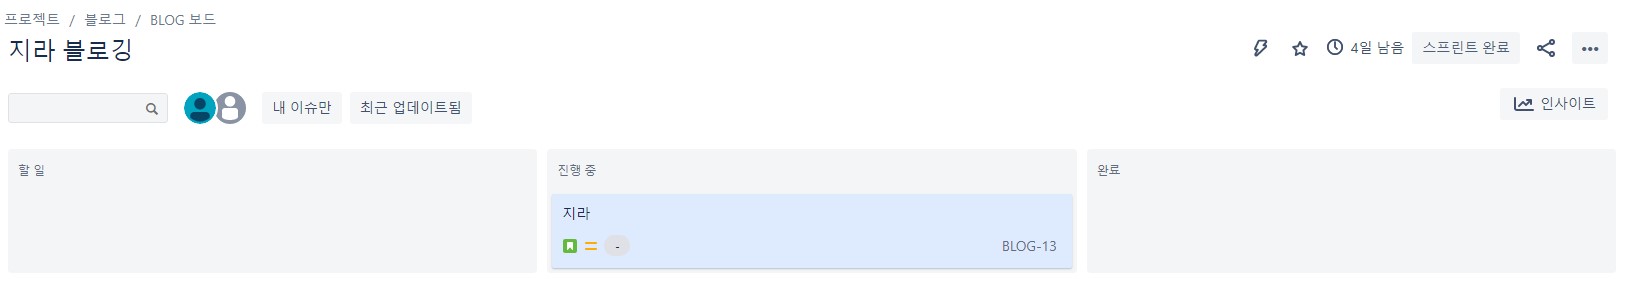 프로젝트 / 블로그 / BLOG 보드
지라 블로깅
4일 남음 스프린트 완료
내 이슈만 최근 업데이트됨
인사이트
할 일
진행 중
지라
- BLOG-13
완료